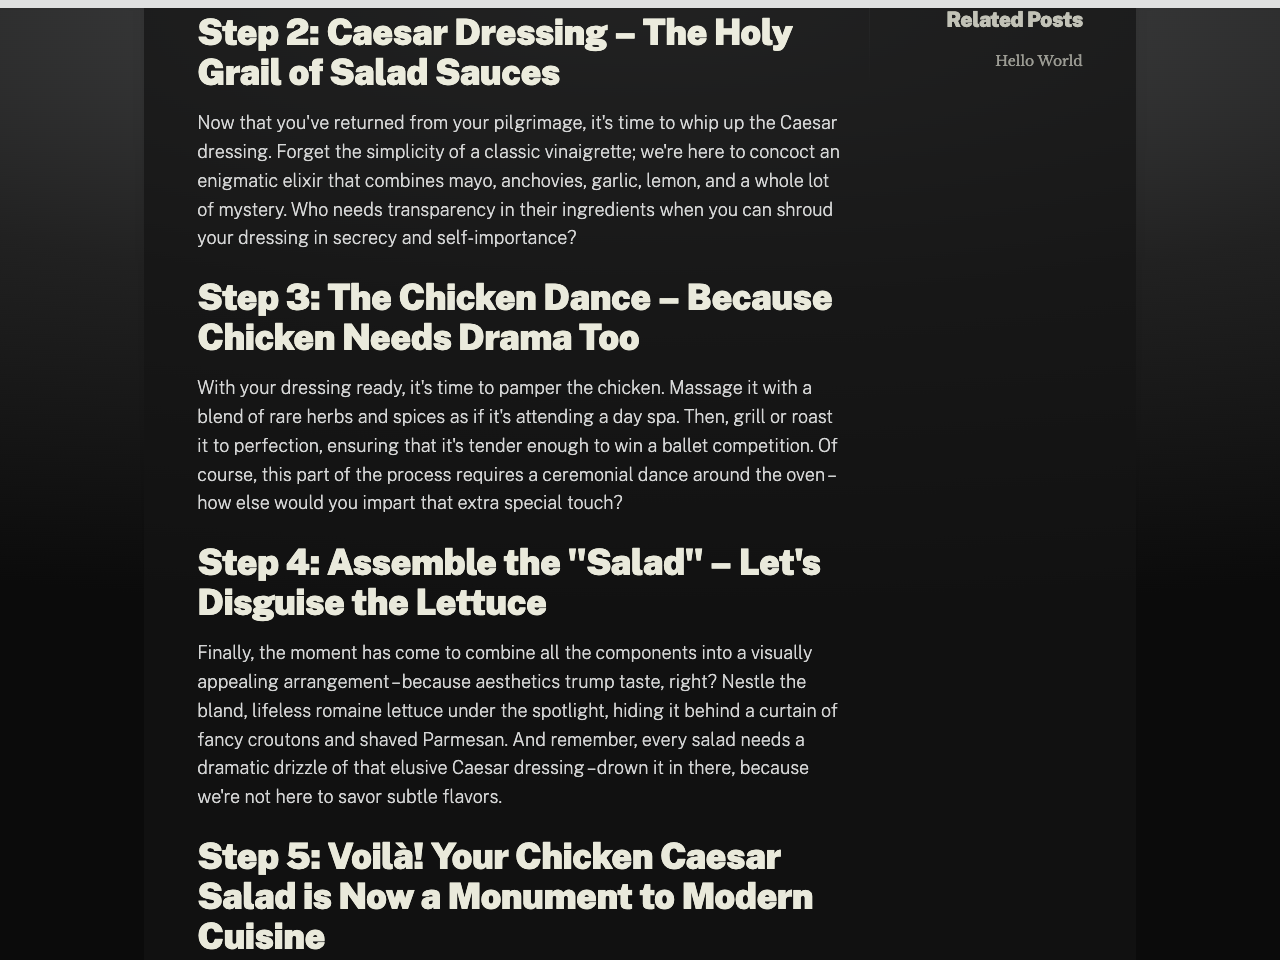 Step 2: Caesar Dressing – The Holy
Grail of Salad Sauces
Now that you've returned from your pilgrimage, it's time to whip up the Caesar
dressing. Forget the simplicity of a classic vinaigrette; we're here to concoct an
enigmatic elixir that combines mayo, anchovies, garlic, lemon, and a whole lot
of mystery. Who needs transparency in their ingredients when you can shroud
your dressing in secrecy and self-importance?
Step 3: The Chicken Dance – Because
Chicken Needs Drama Too
With your dressing ready, it's time to pamper the chicken. Massage it with a
blend of rare herbs and spices as if it's attending a day spa. Then, grill or roast
it to perfection, ensuring that it's tender enough to win a ballet competition. Of
course, this part of the process requires a ceremonial dance around the oven–
how else would you impart that extra special touch?
Step 4: Assemble the "Salad" – Let's
Disguise the Lettuce
Finally, the moment has come to combine all the components into a visually
appealing arrangement–because aesthetics trump taste, right? Nestle the
bland, lifeless romaine lettuce under the spotlight, hiding it behind a curtain of
fancy croutons and shaved Parmesan. And remember, every salad needs a
dramatic drizzle of that elusive Caesar dressing–drown it in there, because
we're not here to savor subtle flavors.
Step 5: Voilà! Your Chicken Caesar
Salad is Now a Monument to Modern
Cuisine
Related Posts
Hello World